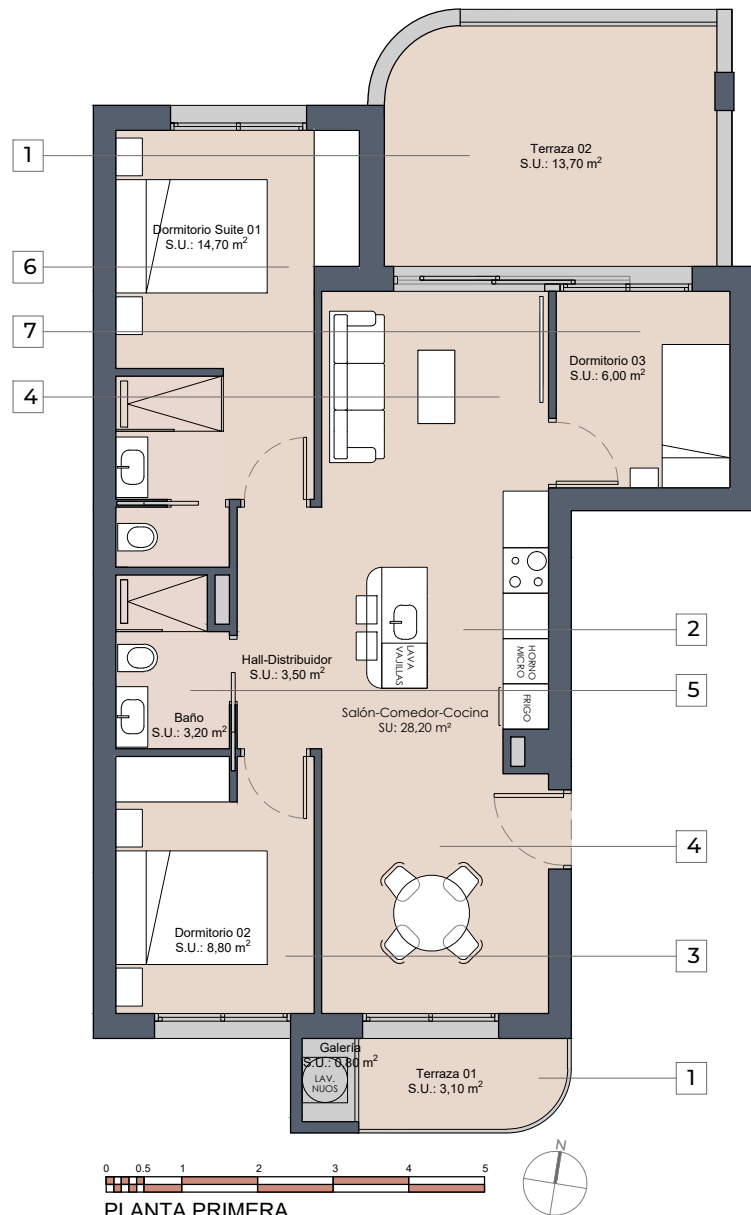 1
Terraza 02
S.U.: 13,70 m²
Dormitorio Suite 01
S.U.: 14,70 m²
6
7
Dormitorio 03
S.U.: 6,00 m²
4
2
LAVA
VAJILLAS
HORNO
MICRO
Hall-Distribuidor
S.U.: 3,50 m²
5
FRIGO
Salón-Comedor-Cocina
SU: 28,20 m²
Baño
S.U.: 3,20 m²
4
Dormitorio 02
S.U.: 8,80 m²
3
Galería
S.U.: 0,80 m²
LAV.
NUOS
Terraza 01
S.U.: 3,10 m²
1
N
0 0.5 1 2 3 4 5
PLANTA PRIMERA